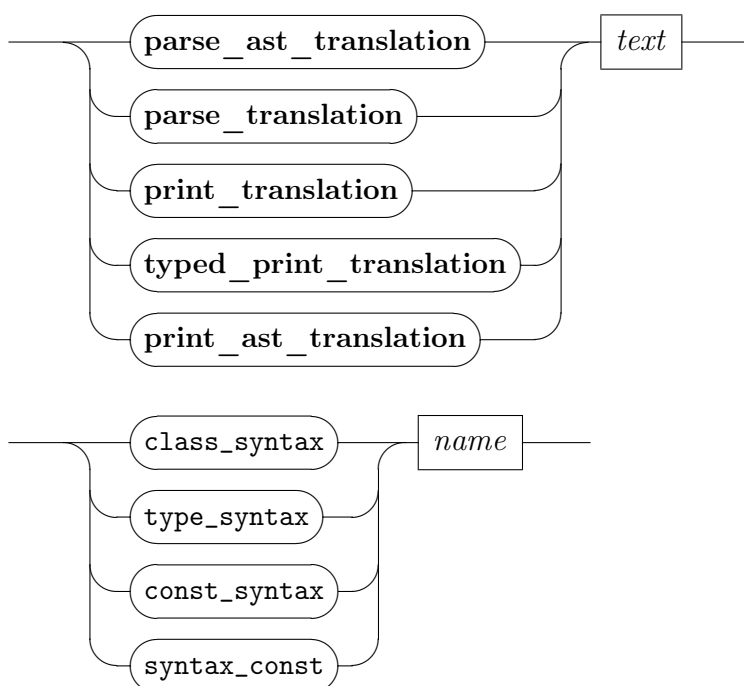 parse_ast_translation text
parse_translation
print_translation
typed_print_translation
print_ast_translation
class_syntax name
type_syntax
const_syntax
syntax_const